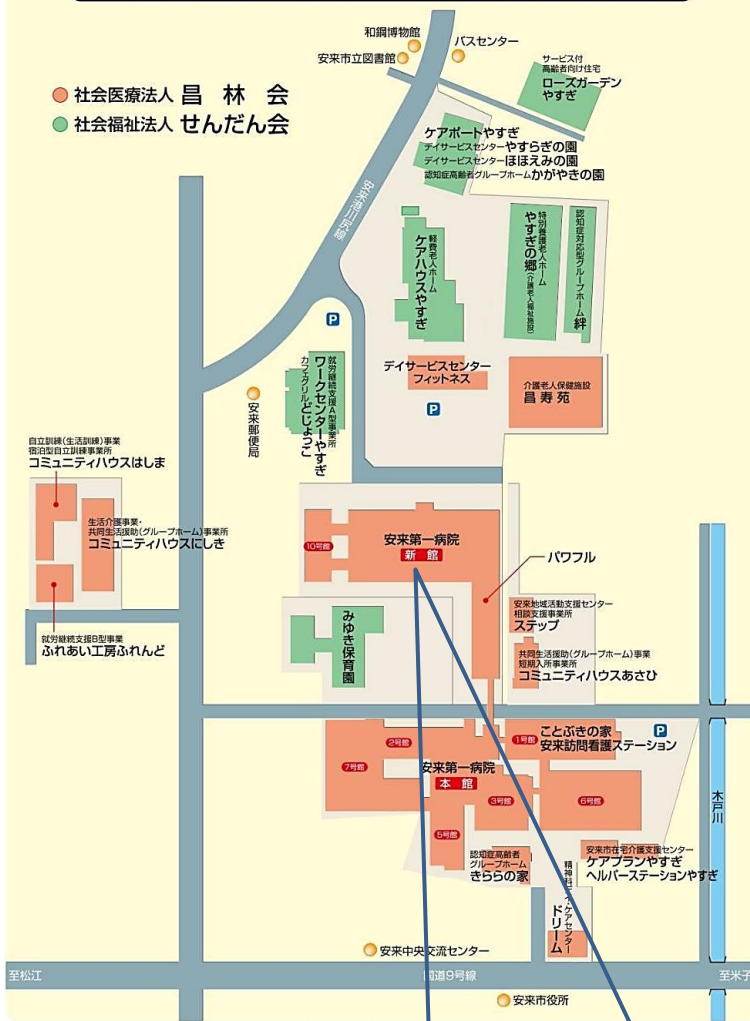 和鋼博物館
安来市立図書館
バスセンター
サービス付
高齢者向け住宅
ローズガーデン
やすぎ
社会医療法人 昌 林 会
社会福祉法人 せんだん会
ケアポートやすぎ
デイサービスセンターやすらぎの園
デイサービスセンターほほえみの園
認知症高齢者グループホームかがやきの園
安来港川尻線
軽費老人ホーム
ケアハウスやすぎ
特別養護老人ホーム
やすぎの郷(介護老人福祉施設)
認知症対応型グループホーム絆
P
デイサービスセンター
フィットネス
介護老人保健施設
昌寿苑
P
就労継続支援A型事業所
ワークセンターやすぎ
カフェグリルどじょっこ
安来郵便局
自立訓練(生活訓練)事業
宿泊型自立訓練事業所
コミュニティハウスはしま
生活介護事業・
共同生活援助(グループホーム)事業所
コミュニティハウスにしき
就労継続支援B型事業
ふれあい工房ふれんど
10号館
安来第一病院
新館
パワフル
安来地域活動支援センター
相談支援事業所
ステップ
みゆき保育園
共同生活援助(グループホーム)事業
短期入所事業所
コミュニティハウスあさひ
2号館
1号館
ことぶきの家
安来訪問看護ステーション
P
7号館
安来第一病院
本館
3号館
6号館
5号館
木戸川
認知症高齢者
グループホーム
きららの家
安来市在宅介護支援センター
ケアプランやすぎ
ヘルパーステーションやすぎ
精神科デイ・ケアセンター
ドリーム
安来中央交流センター
至松江
国道9号線
至米子
安来市役所